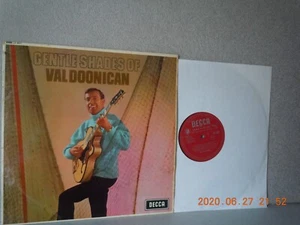 GENTLE SHADES OF
VAL DOONICAN
DECCA
DECCA
2020.06.27 21:52